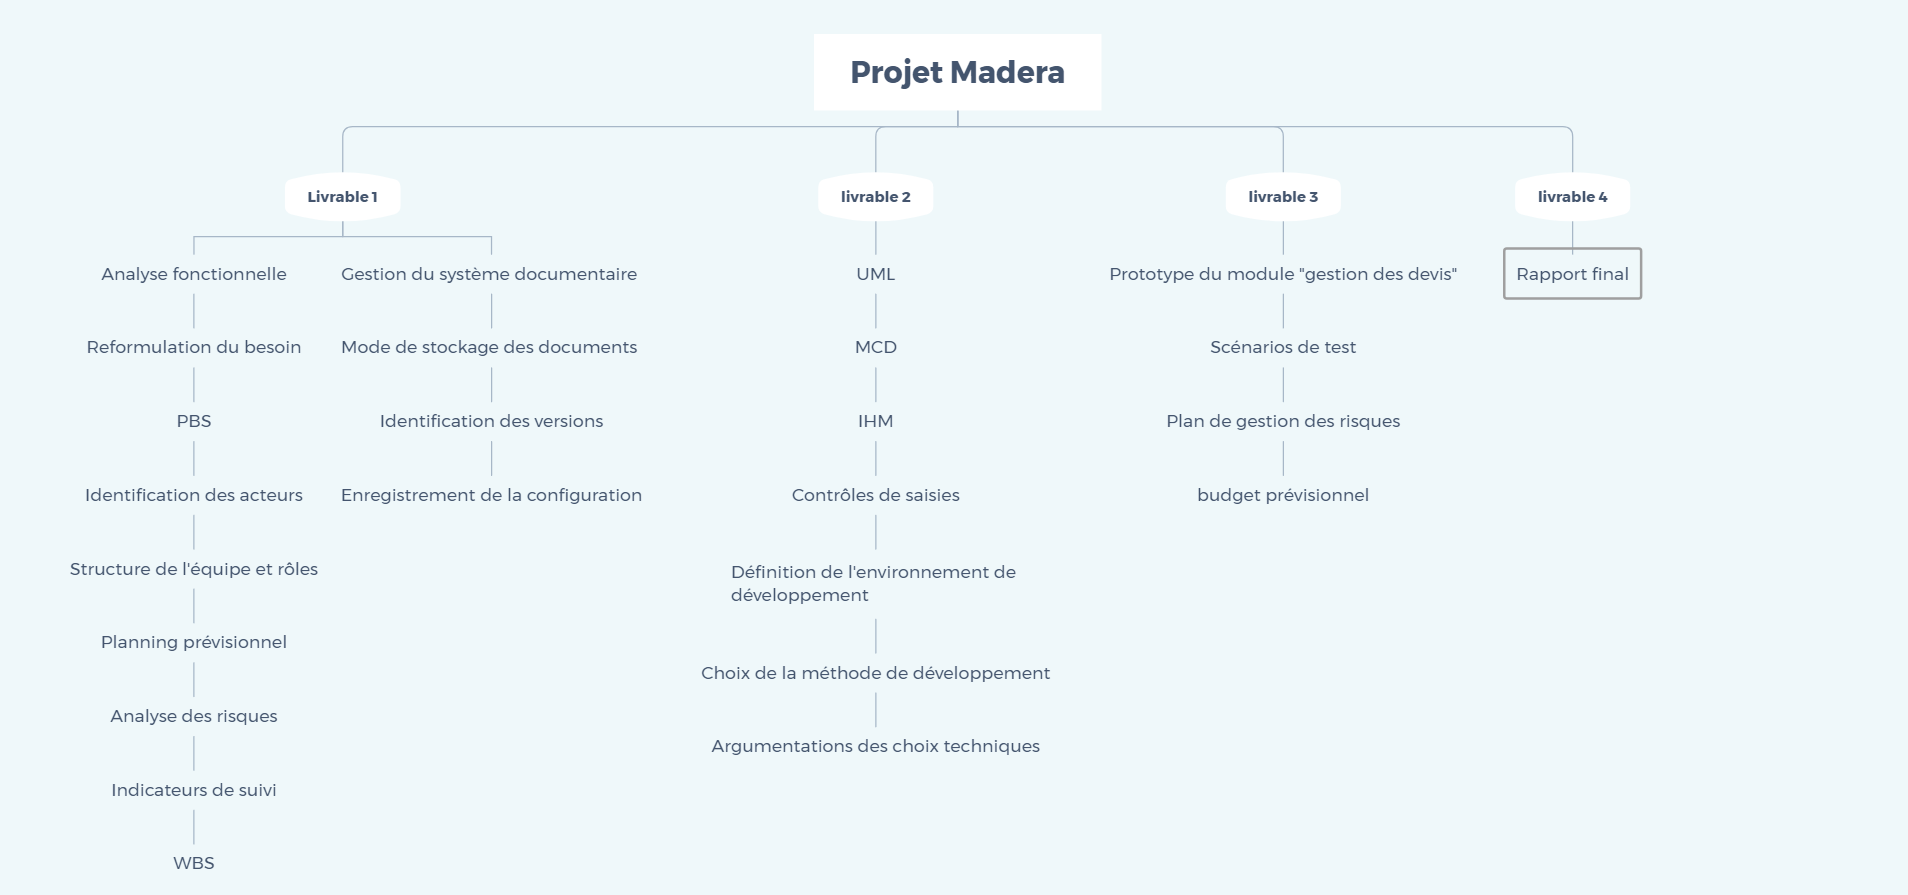 Projet Madera
Livrable 1
livrable 2
livrable 3
livrable 4
Analyse fonctionnelle
Gestion du système documentaire
UML
Prototype du module "gestion des devis"
Rapport final
Reformulation du besoin
Mode de stockage des documents
MCD
Scénarios de test
PBS
Identification des versions
IHM
Plan de gestion des risques
Identification des acteurs
Enregistrement de la configuration
Contrôles de saisies
budget prévisionnel
Structure de l'équipe et rôles
Définition de l'environnement de
développement
Planning prévisionnel
Choix de la méthode de développement
Analyse des risques
Argumentations des choix techniques
Indicateurs de suivi
WBS